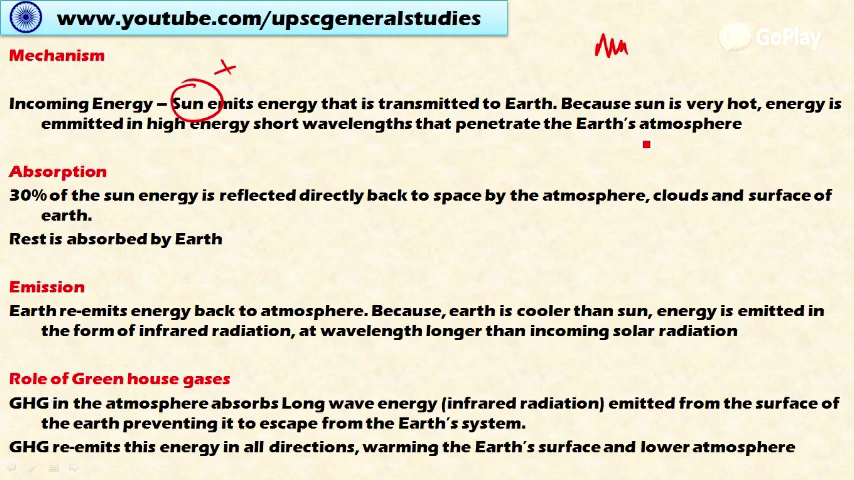 www.youtube.com/upscgeneralstudies
GoPlay
Mechanism
Incoming Energy – Sun emits energy that is transmitted to Earth. Because sun is very hot, energy is
emmitted in high energy short wavelengths that penetrate the Earth's atmosphere
Absorption
30% of the sun energy is reflected directly back to space by the atmosphere, clouds and surface of
earth.
Rest is absorbed by Earth
Emission
Earth re-emits energy back to atmosphere. Because, earth is cooler than sun, energy is emitted in
the form of infrared radiation, at wavelength longer than incoming solar radiation
Role of Green house gases
GHG in the atmosphere absorbs Long wave energy (infrared radiation) emitted from the surface of
the earth preventing it to escape from the Earth's system.
GHG re-emits this energy in all directions, warming the Earth's surface and lower atmosphere